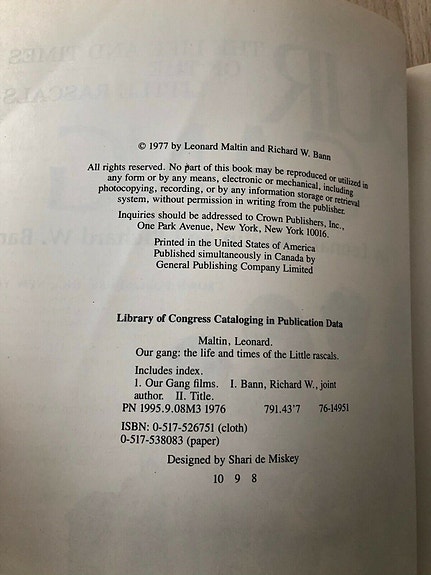 © 1977 by Leonard Maltin and Richard W. Bann
All rights reserved. No part of this book may be reproduced or utilized in
any form or by any means, electronic or mechanical, including
photocopying, recording, or by any information storage or retrieval
system, without permission in writing from the publisher.
Inquiries should be addressed to Crown Publishers, Inc.,
One Park Avenue, New York, New York 10016.
Printed in the United States of America
Published simultaneously in Canada by
General Publishing Company Limited
Library of Congress Cataloging in Publication Data
Maltin, Leonard.
Our gang: the life and times of the Little rascals.
Includes index.
1. Our Gang films. I. Bann, Richard W., joint
author. II. Title.
PN 1995.9.08M3 1976 791.43'7 76-14951
ISBN: 0-517-526751 (cloth)
0-517-538083 (paper)
Designed by Shari de Miskey
10 9 8